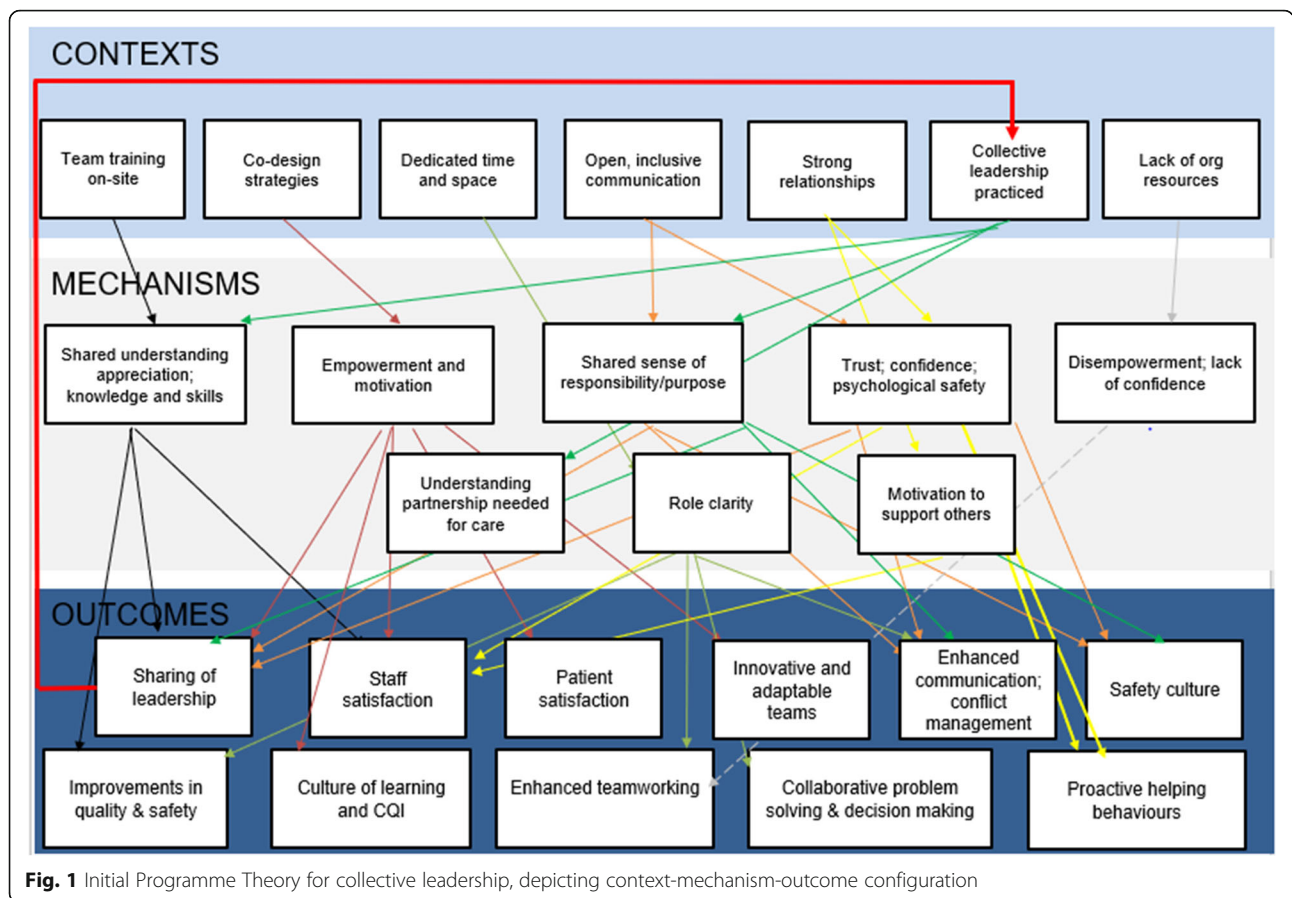 CONTEXTS
Team training
on-site
Co-design
strategies
Dedicated time
and space
Open, inclusive
communication
Strong
relationships
Collective
leadership
practiced
Lack of org
resources
MECHANISMS
Shared understanding
appreciation;
knowledge and skills
Empowerment and
motivation
Shared sense of
responsibility/purpose
Trust; confidence;
psychological safety
Disempowerment; lack
of confidence
Understanding
partnership needed
for care
Role clarity
Motivation to
support others
OUTCOMES
Sharing of
leadership
Staff
satisfaction
Patient
satisfaction
Innovative and
adaptable
teams
Enhanced
communication;
conflict
management
Safety culture
Improvements in
quality & safety
Culture of learning
and CQI
Enhanced teamworking
Collaborative problem
solving & decision making
Proactive helping
behaviours
Fig. 1 Initial Programme Theory for collective leadership, depicting context-mechanism-outcome configuration